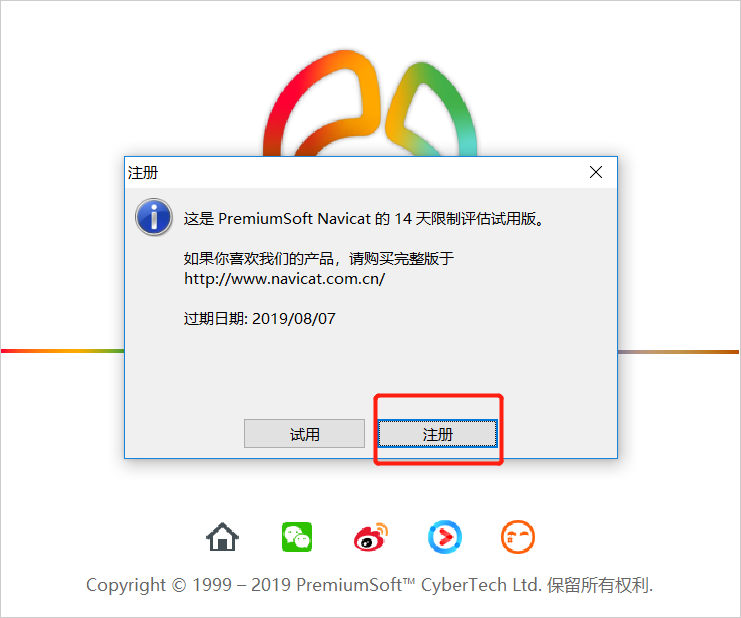 注册
这是 PremiumSoft Navicat 的 14 天限制评估试用版。
如果你喜欢我们的产品，请购买完整版于
http://www.navicat.com.cn/
过期日期: 2019/08/07
试用
注册
Copyright © 1999 – 2019 PremiumSoft™ CyberTech Ltd. 保留所有权利.